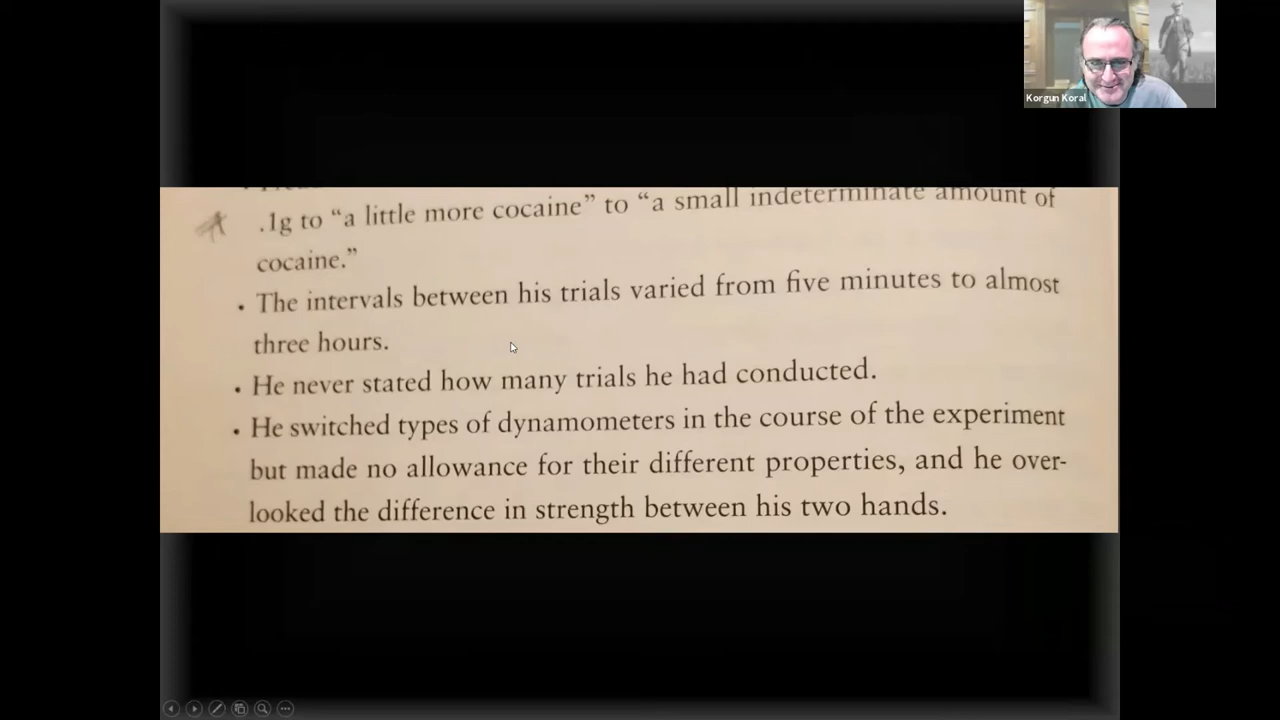 Korgun Koral
.1g to “a little more cocaine” to “a small indeterminate amount of
cocaine.”
• The intervals between his trials varied from five minutes to almost
three hours.
• He never stated how many trials he had conducted.
• He switched types of dynamometers in the course of the experiment
but made no allowance for their different properties, and he over-
looked the difference in strength between his two hands.